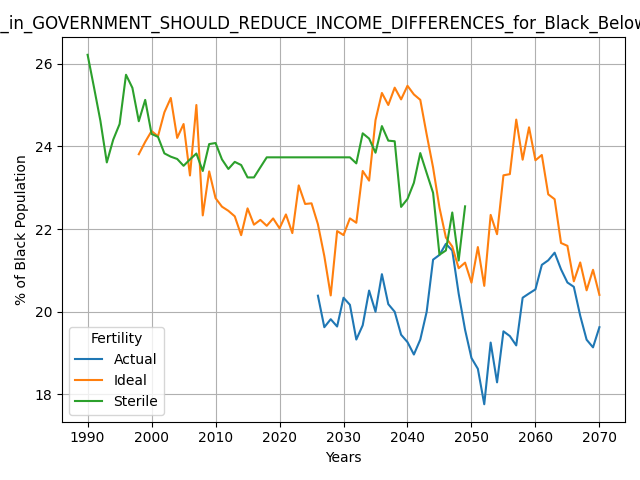 _in_GOVERNMENT_SHOULD_REDUCE_INCOME_DIFFERENCES_for_Black_Below
26
24
22
20
18
% of Black Population
Fertility
Actual
Ideal
Sterile
1990 2000 2010 2020 2030 2040 2050 2060 2070
Years